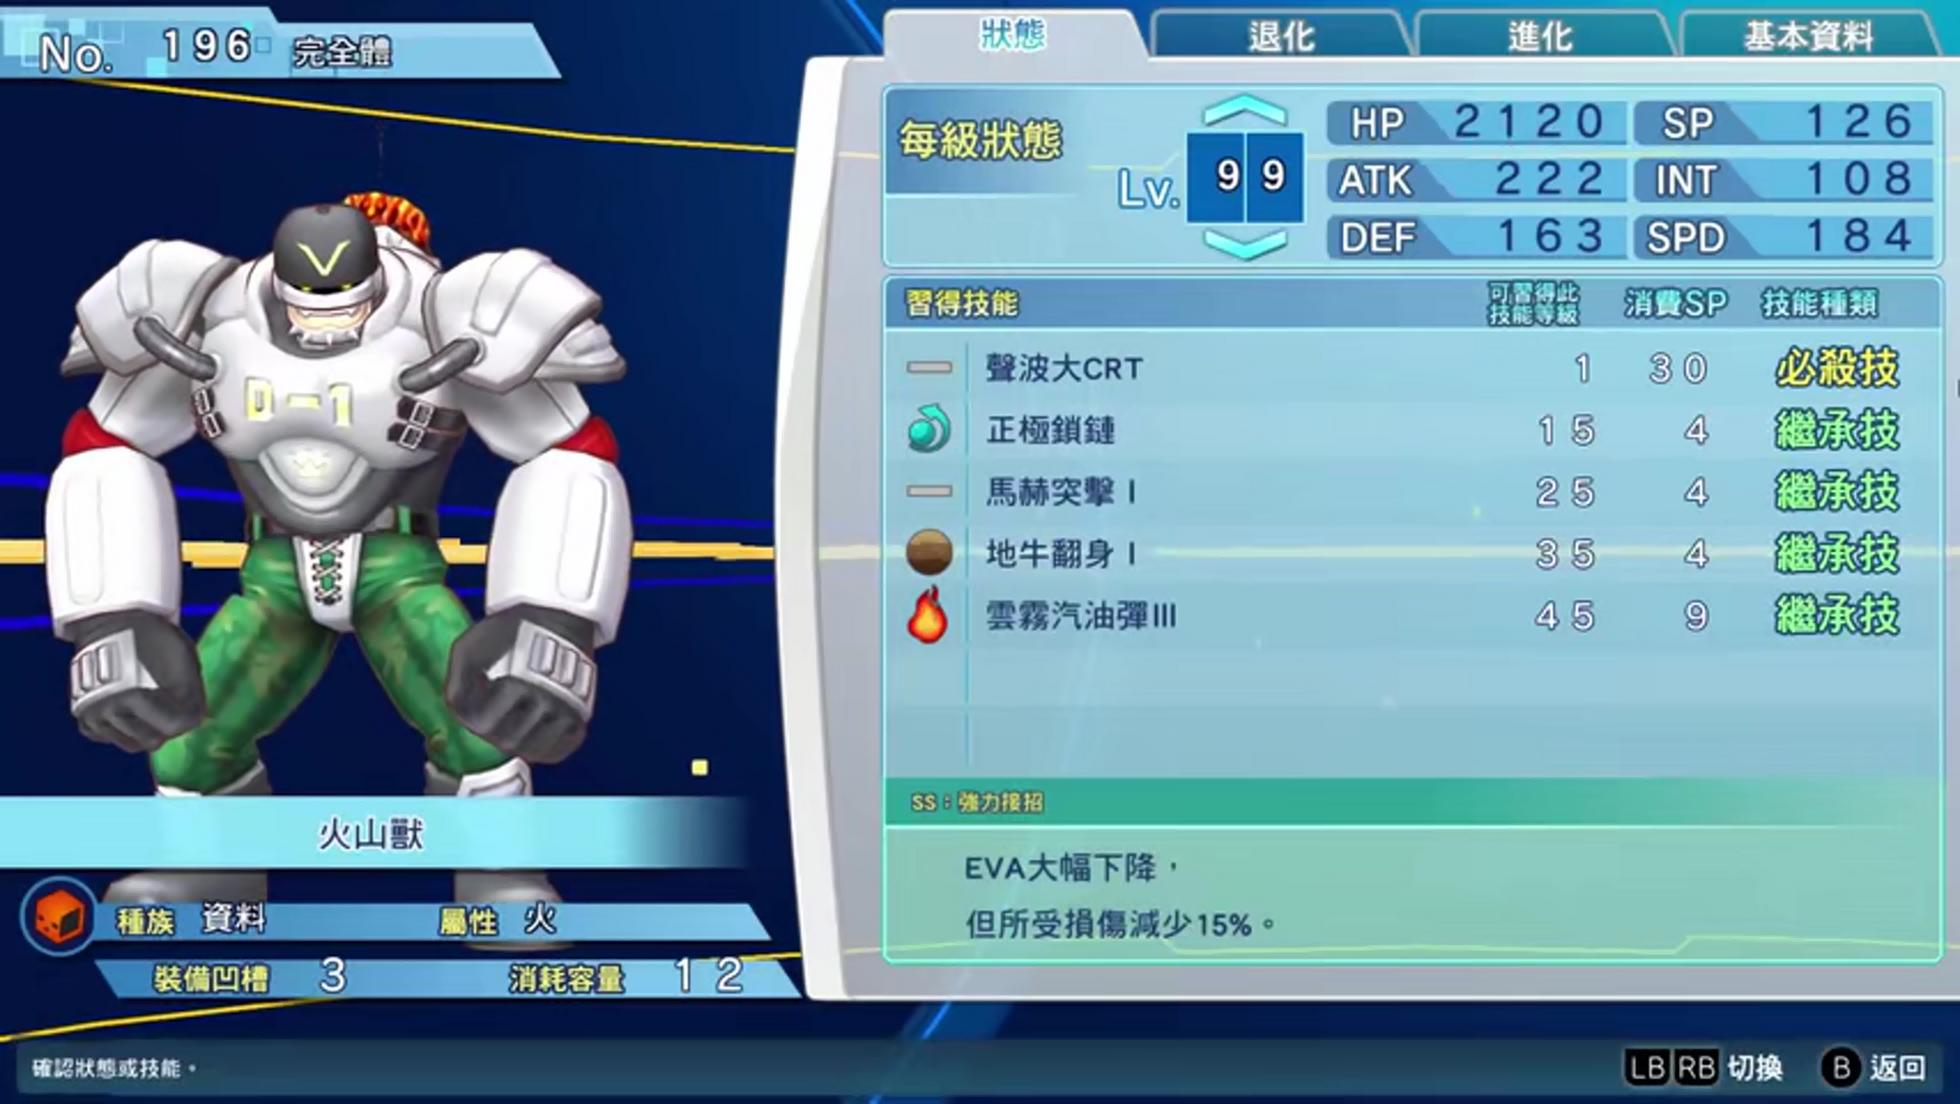 No. 196 完全體
狀態 退化 進化 基本資料
每級狀態
Lv. 99
HP 2120 SP 126
ATK 222 INT 108
DEF 163 SPD 184
習得技能 可習得此技能等級 消費SP 技能種類
聲波大CRT 1 30 必殺技
正極鎖鏈 15 4 繼承技
馬赫突擊 I 25 4 繼承技
地牛翻身 I 35 4 繼承技
雲霧汽油彈III 45 9 繼承技
SS：強力接招
EVA大幅下降，
但所受損傷減少15%。
V
D-1
火山獸
種族 資料 屬性 火
裝備凹槽 3 消耗容量 12
確認狀態或技能。
LB RB 切換 B 返回